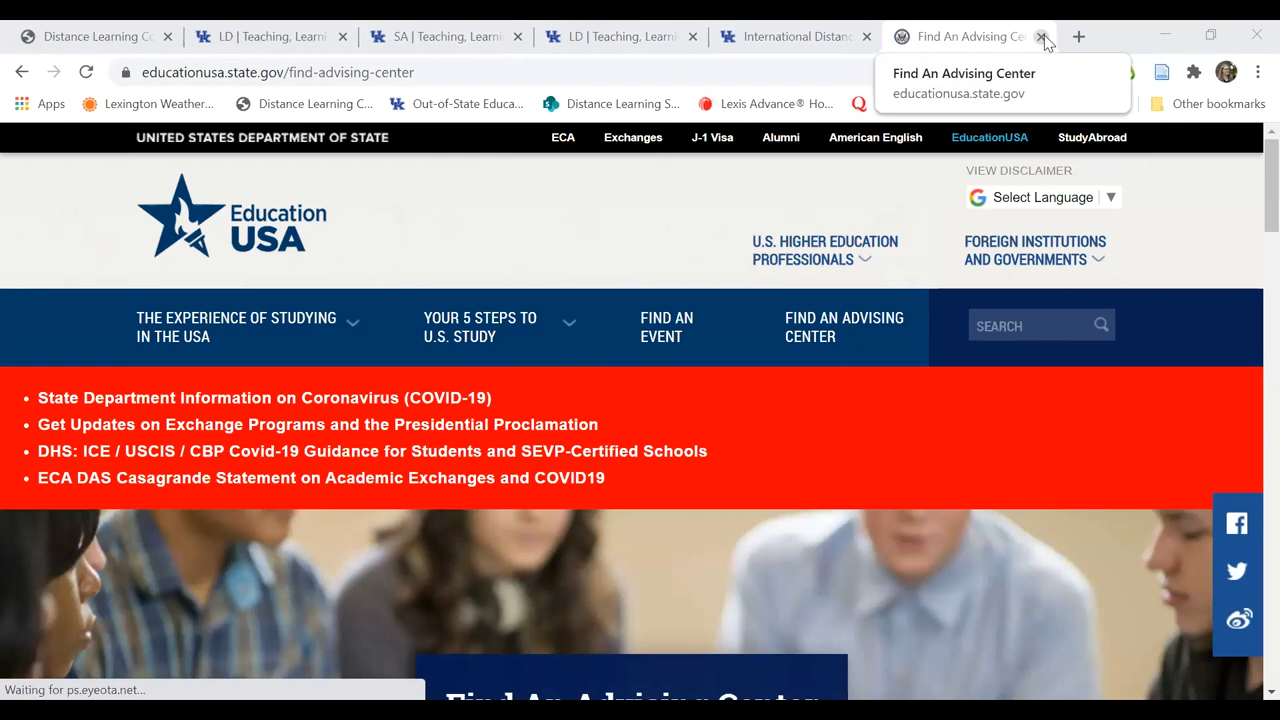 Distance Learning Co
LD | Teaching, Learni
SA | Teaching, Learni
LD | Teaching, Learni
International Distanc
Find An Advising Ce
educationusa.state.gov/find-advising-center
Find An Advising Center
educationusa.state.gov
Apps
Lexington Weather...
Distance Learning C...
Out-of-State Educa...
Distance Learning S...
Lexis Advance® Ho...
Other bookmarks
UNITED STATES DEPARTMENT OF STATE
ECA
Exchanges
J-1 Visa
Alumni
American English
EducationUSA
StudyAbroad
VIEW DISCLAIMER
Select Language
Education
USA
U.S. HIGHER EDUCATION
PROFESSIONALS
FOREIGN INSTITUTIONS
AND GOVERNMENTS
THE EXPERIENCE OF STUDYING
IN THE USA
YOUR 5 STEPS TO
U.S. STUDY
FIND AN
EVENT
FIND AN ADVISING
CENTER
SEARCH
State Department Information on Coronavirus (COVID-19)
Get Updates on Exchange Programs and the Presidential Proclamation
DHS: ICE / USCIS / CBP Covid-19 Guidance for Students and SEVP-Certified Schools
ECA DAS Casagrande Statement on Academic Exchanges and COVID19
Find An Advising Center
Waiting for ps.eyeota.net...